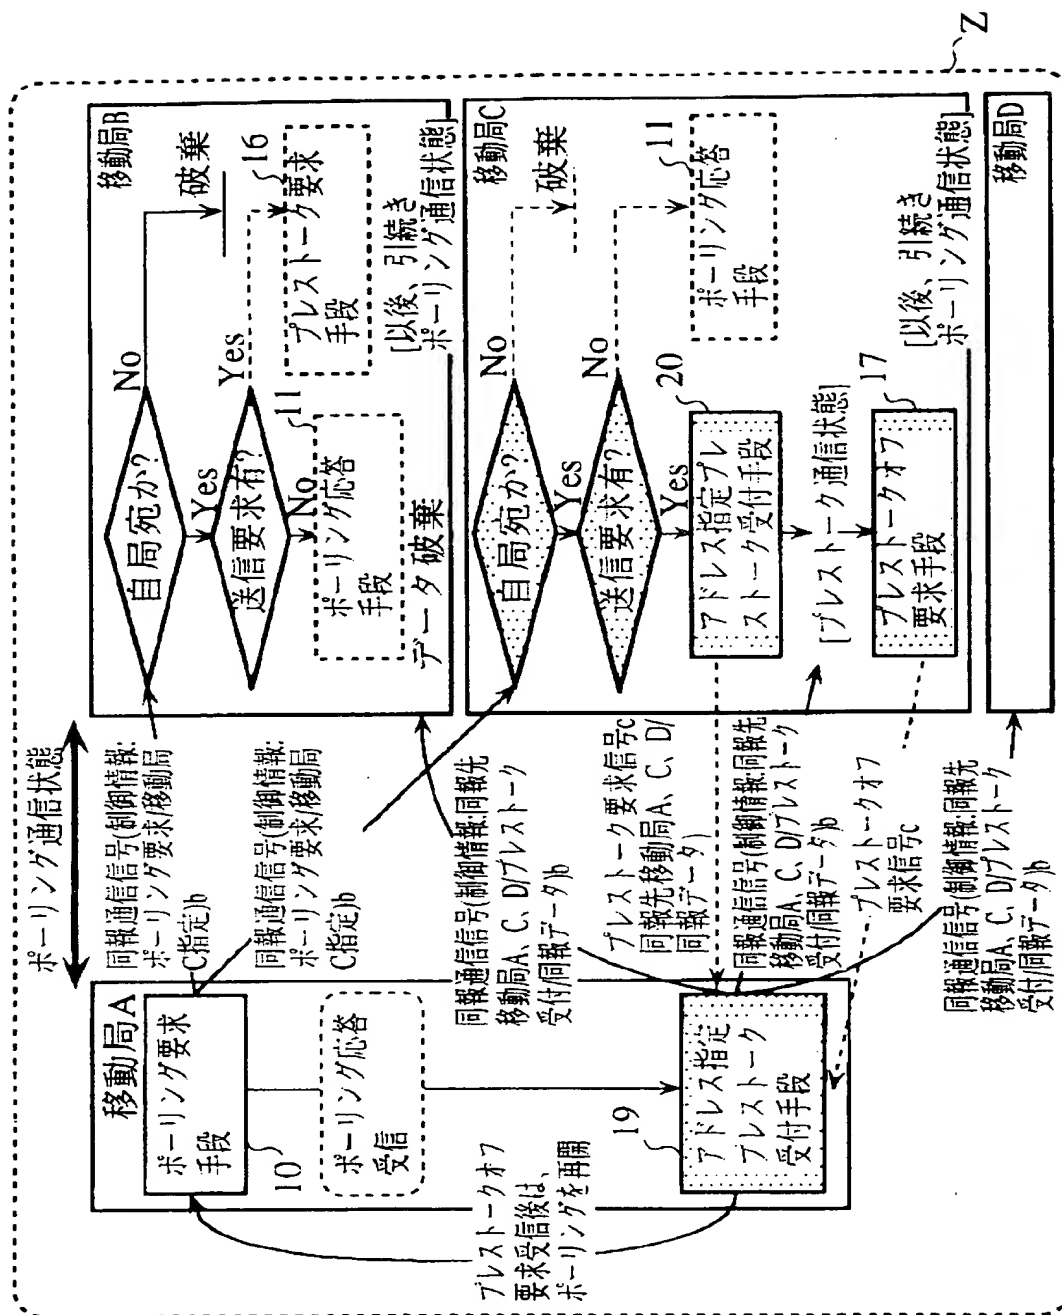 ポーリング通信状態
Z
移動局A
ポーリング要求
手段
10
ポーリング応答
受信
19
アドレス指定
プレストーク
受付手段
プレストークオフ
要求受信後は、
ポーリングを再開
同報通信信号(制御情報:
ポーリング要求/移動局
C指定)b
同報通信信号(制御情報:
ポーリング要求/移動局
C指定)b
同報通信信号(制御情報:同報先
移動局A、C、D/プレストーク
受付/同報データ)b
プレストーク要求信号c
(同報先移動局A、C、D/
同報データ)
同報通信信号(制御情報:同報先
移動局A、C、D/プレストーク
受付/同報データ)b
プレストークオフ
要求信号c
同報通信信号(制御情報:同報先
移動局A、C、D/プレストーク
受付/同報データ)b
移動局B
自局宛か?
No
破棄
Yes
送信要求有?
Yes
16
プレストーク要求
手段
No
11
ポーリング応答
手段
データ破棄
[以後、引続き
ポーリング通信状態]
移動局C
自局宛か?
No
破棄
Yes
送信要求有?
No
11
ポーリング応答
手段
Yes
20
アドレス指定プレ
ストーク受付手段
[プレストーク通信状態]
17
プレストークオフ
要求手段
[以後、引続き
ポーリング通信状態]
移動局D